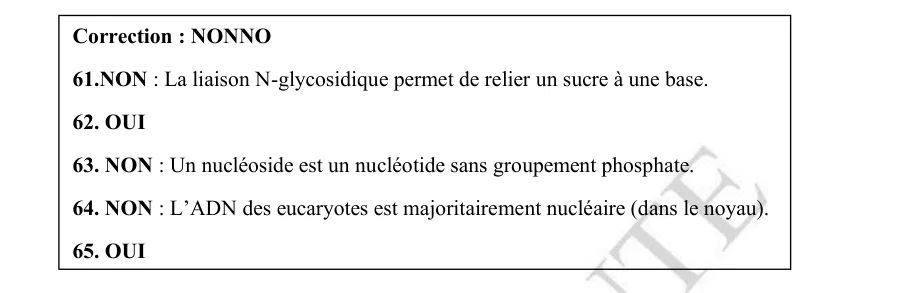 Correction : NONNO
61.NON : La liaison N-glycosidique permet de relier un sucre à une base.
62. OUI
63. NON : Un nucléoside est un nucléotide sans groupement phosphate.
64. NON : L’ADN des eucaryotes est majoritairement nucléaire (dans le noyau).
65. OUI